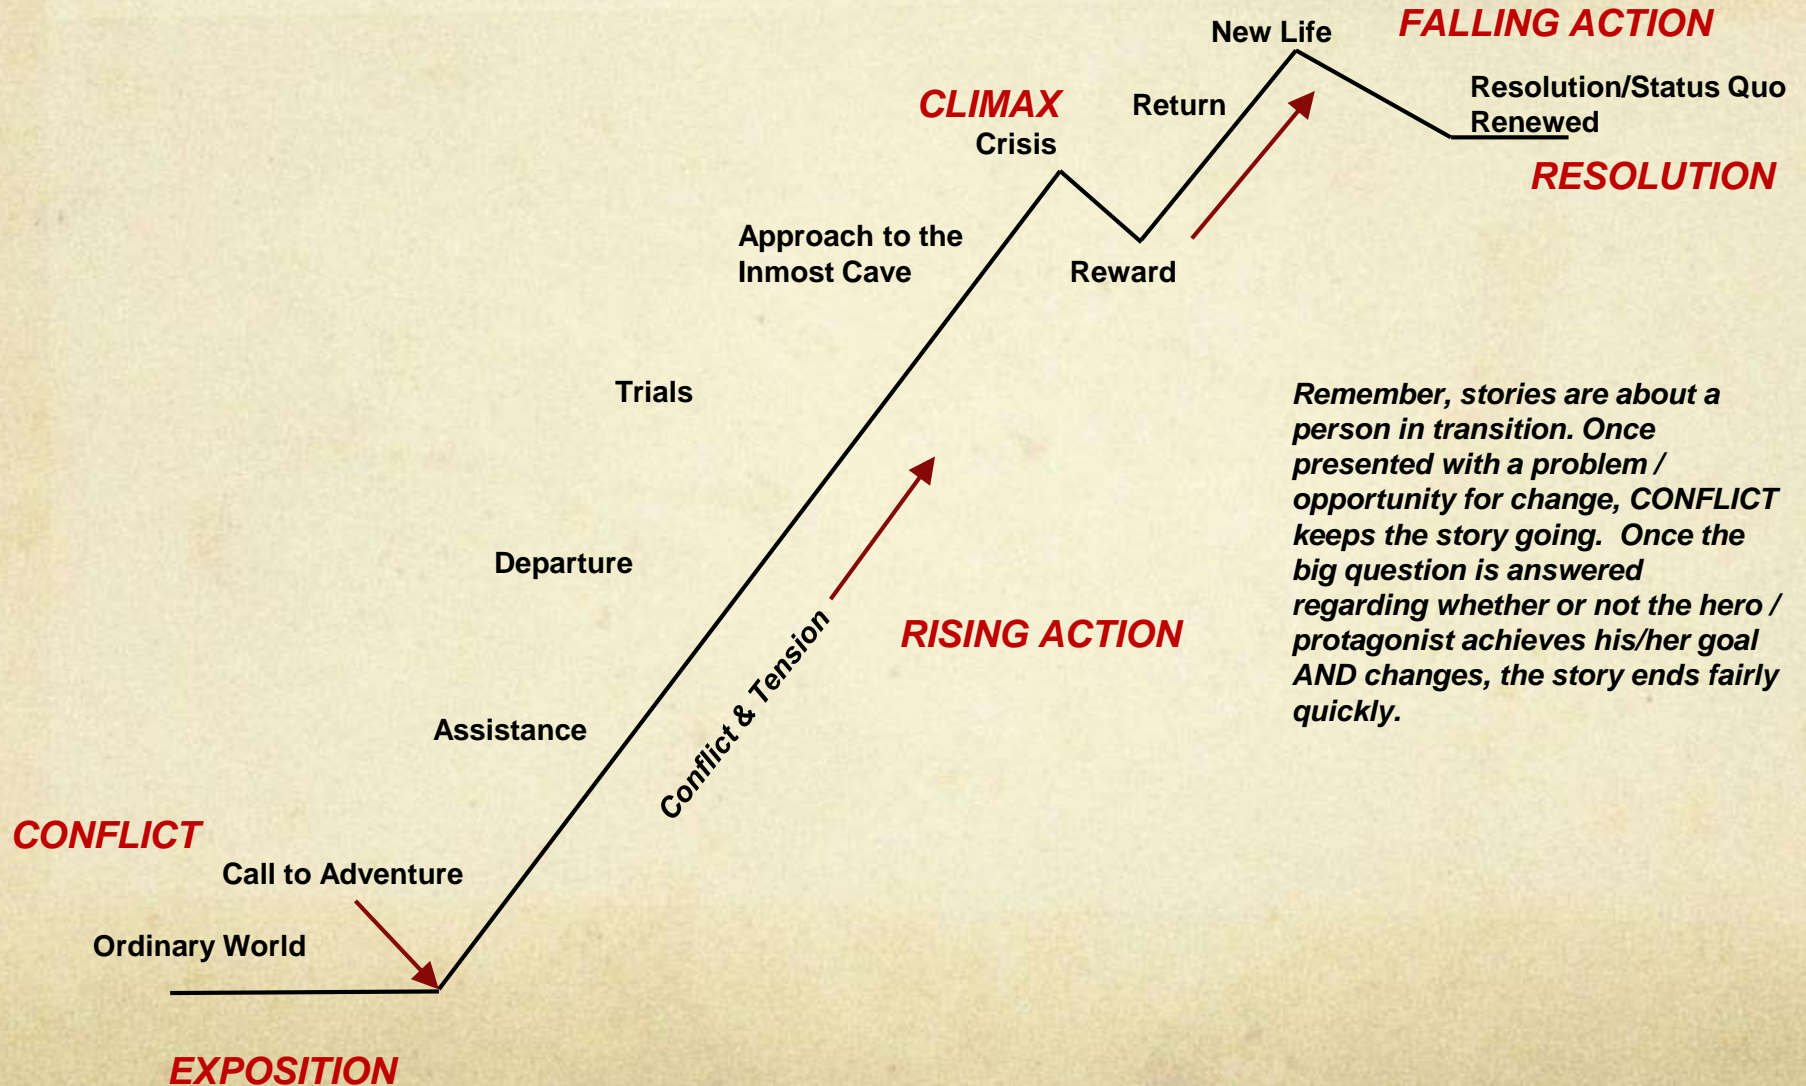 New Life
FALLING ACTION
Resolution/Status Quo
Renewed
CLIMAX
Return
Crisis
RESOLUTION
Approach to the
Inmost Cave
Reward
Trials
Remember, stories are about a
person in transition. Once
presented with a problem /
opportunity for change, CONFLICT
keeps the story going.  Once the
big question is answered
regarding whether or not the hero /
protagonist achieves his/her goal
AND changes, the story ends fairly
quickly.
Departure
Conflict & Tension
RISING ACTION
Assistance
CONFLICT
Call to Adventure
Ordinary World
EXPOSITION